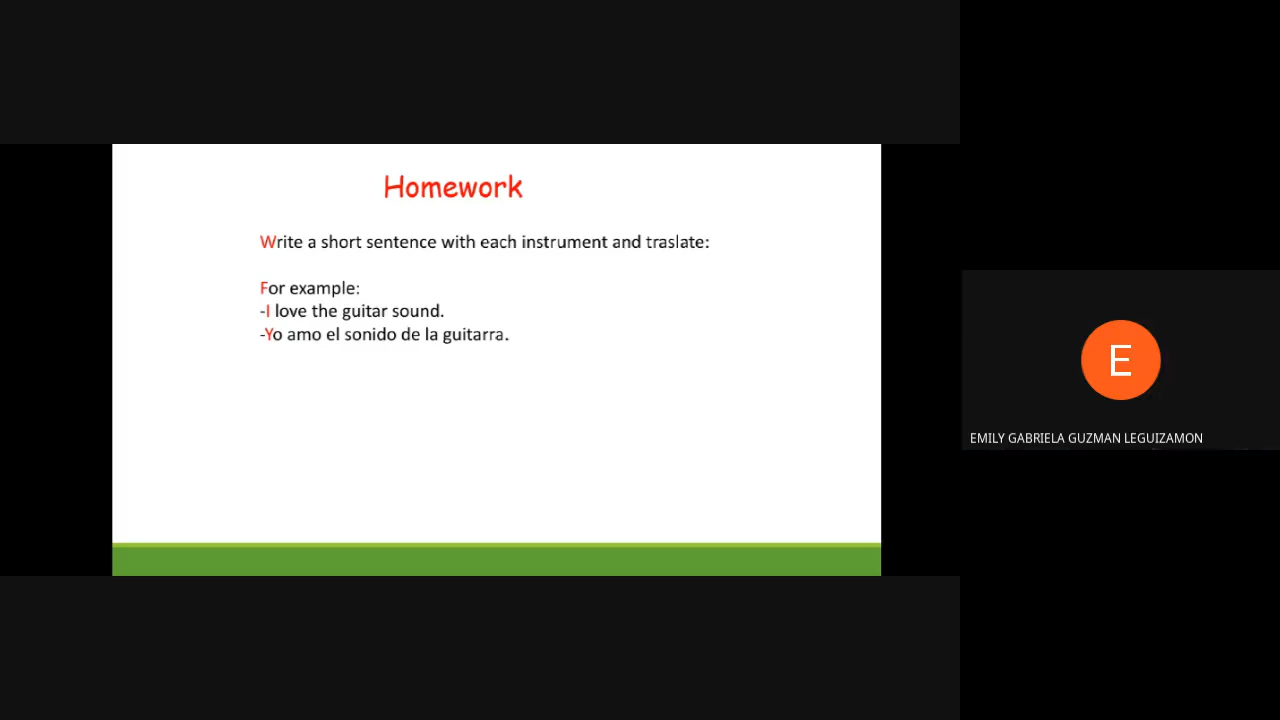 Homework
Write a short sentence with each instrument and traslate:
For example:
-I love the guitar sound.
-Yo amo el sonido de la guitarra.
E
EMILY GABRIELA GUZMAN LEGUIZAMON